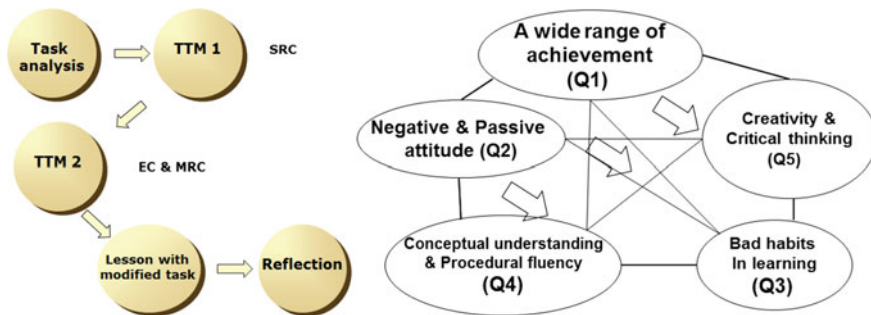 Task
analysis
TTM 1
SRC
TTM 2
EC & MRC
Lesson with
modified task
Reflection
A wide range of
achievement
(Q1)
Negative & Passive
attitude (Q2)
Creativity &
Critical thinking
(Q5)
Conceptual understanding
& Procedural fluency
(Q4)
Bad habits
In learning
(Q3)